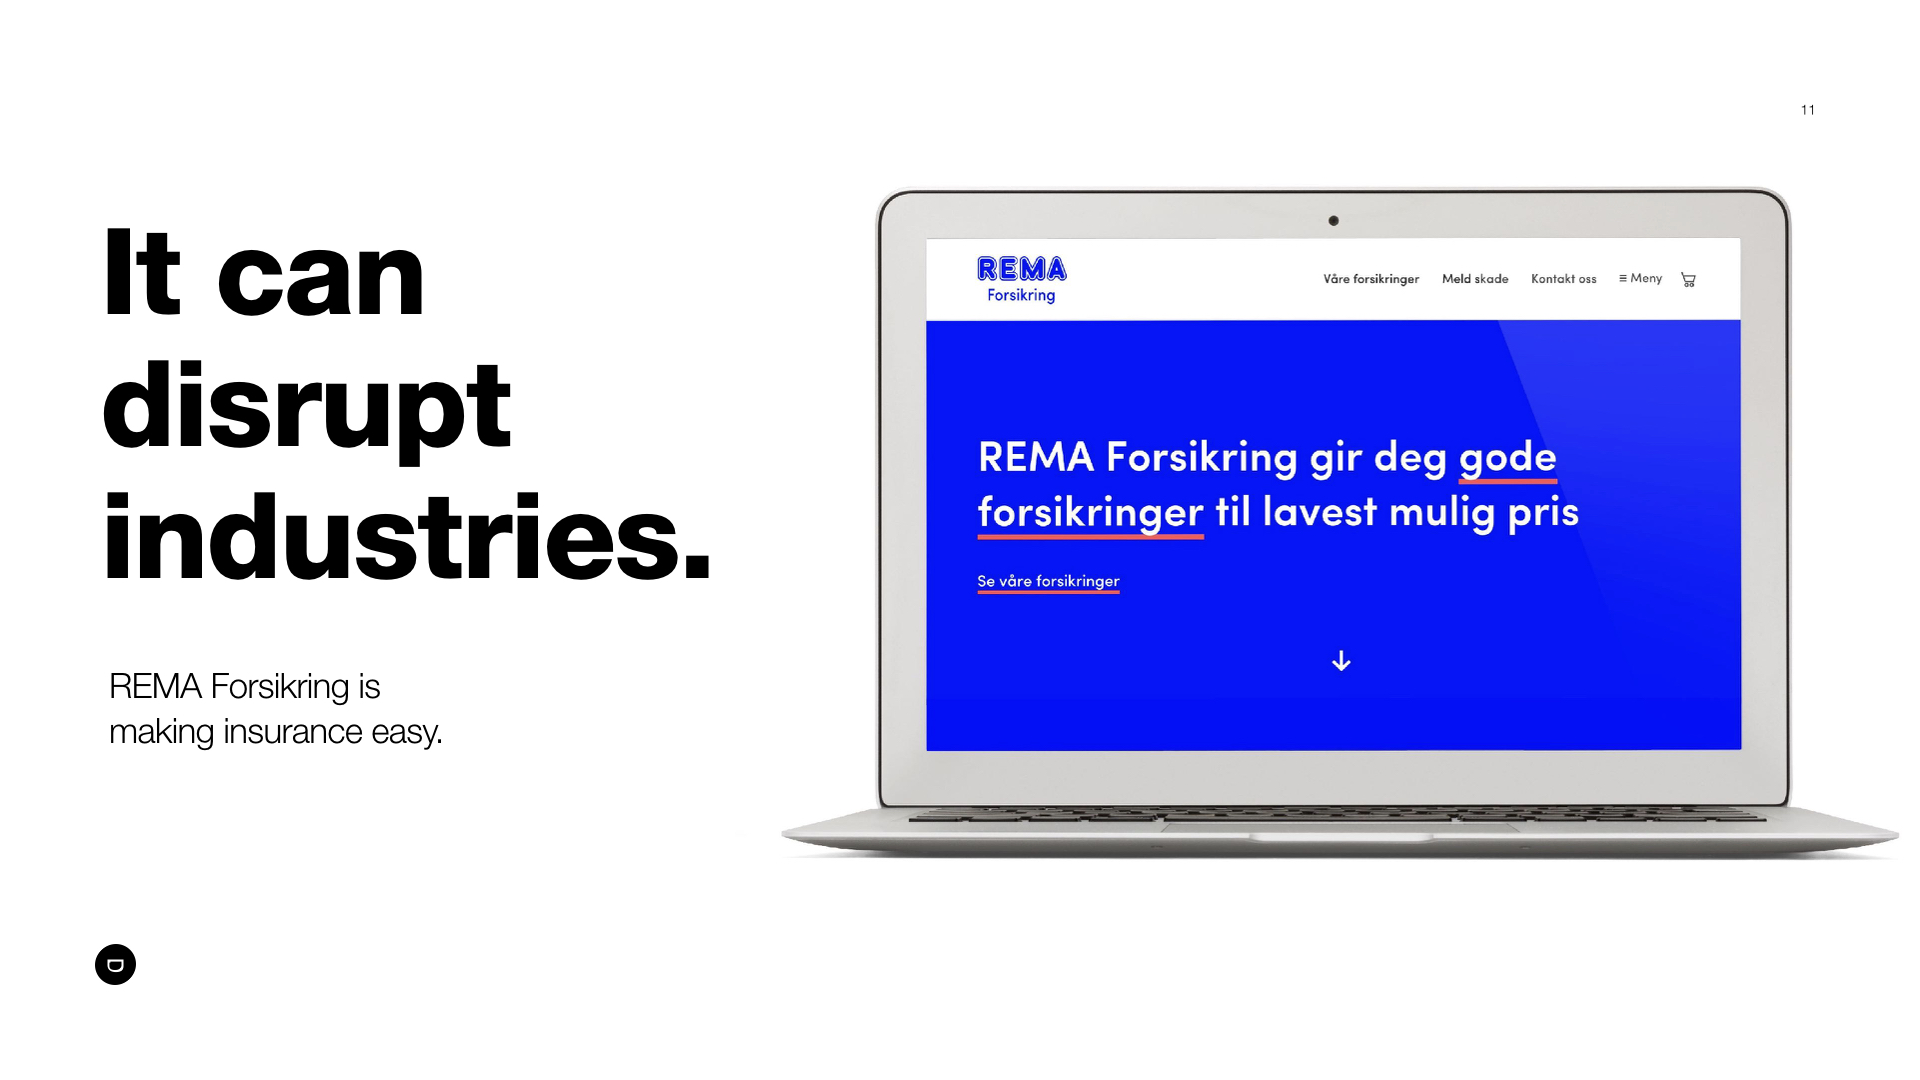 11
It can
disrupt
industries.
REMA Forsikring is
making insurance easy.
REMA
Forsikring
Våre forsikringer Meld skade Kontakt oss ≡ Meny
REMA Forsikring gir deg gode
forsikringer til lavest mulig pris
Se våre forsikringer
D